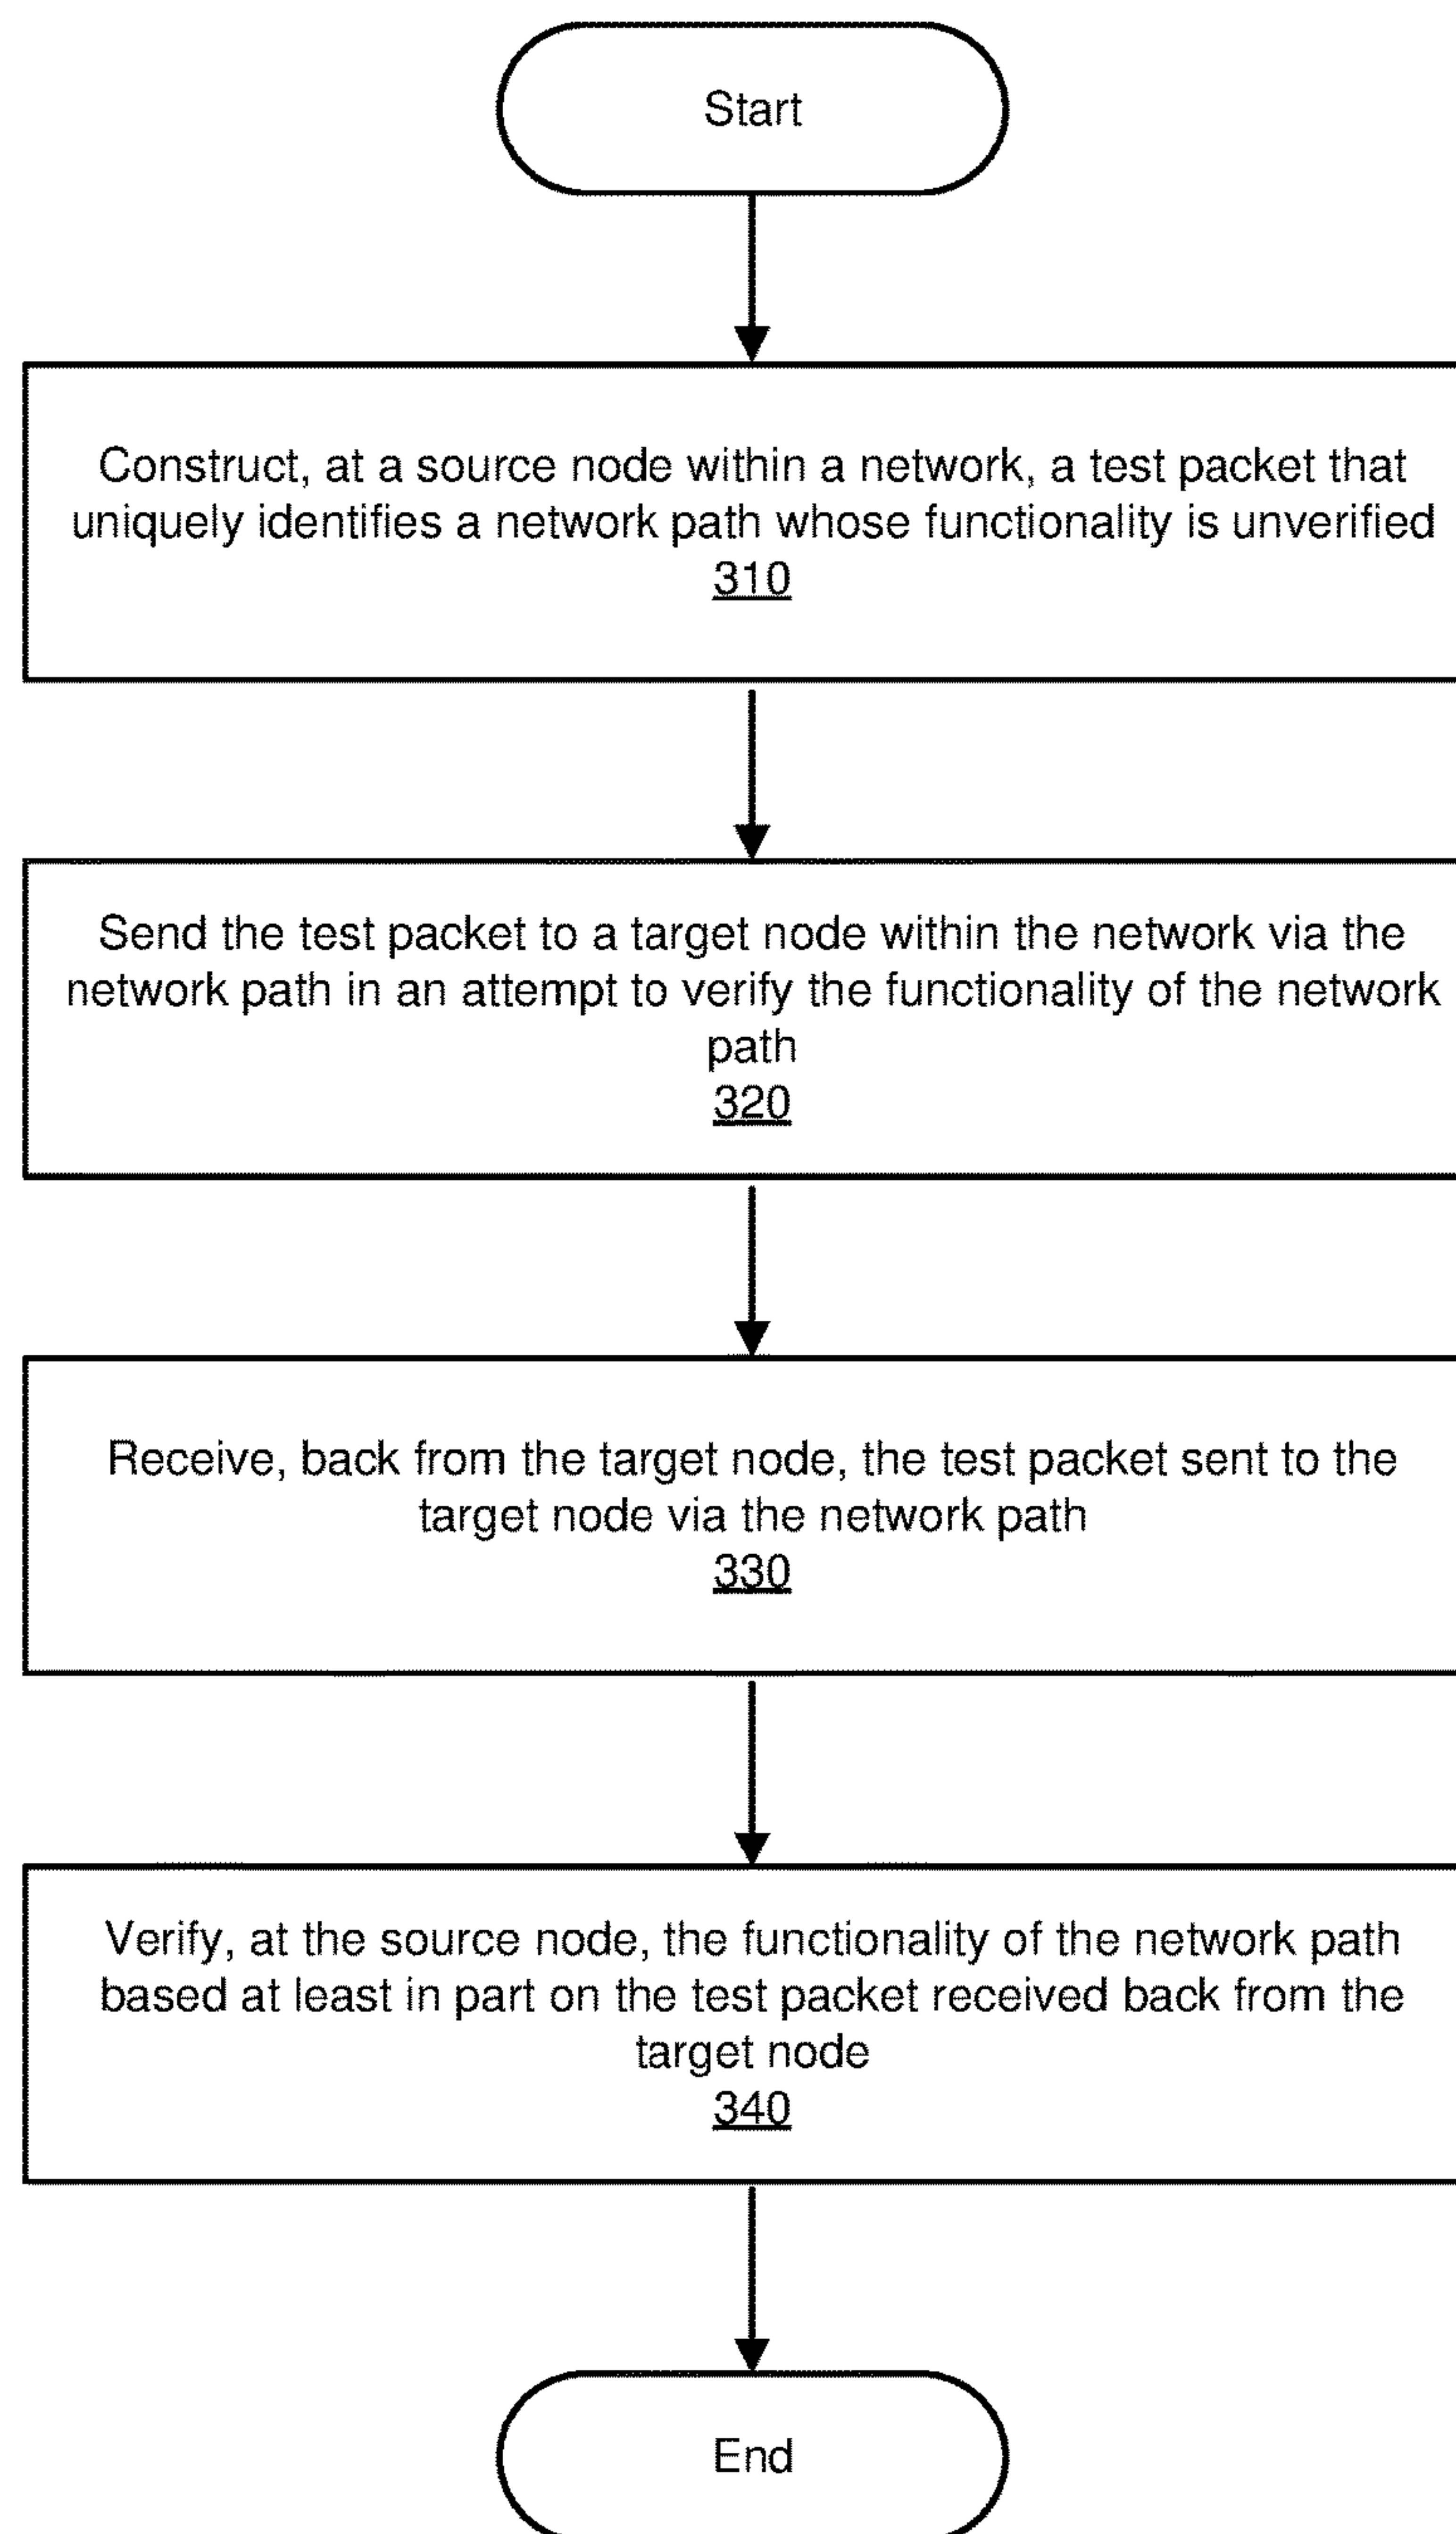 Start
Construct, at a source node within a network, a test packet that
uniquely identifies a network path whose functionality is unverified
310
Send the test packet to a target node within the network via the
network path in an attempt to verify the functionality of the network
path
320
Receive, back from the target node, the test packet sent to the
target node via the network path
330
Verify, at the source node, the functionality of the network path
based at least in part on the test packet received back from the
target node
340
End